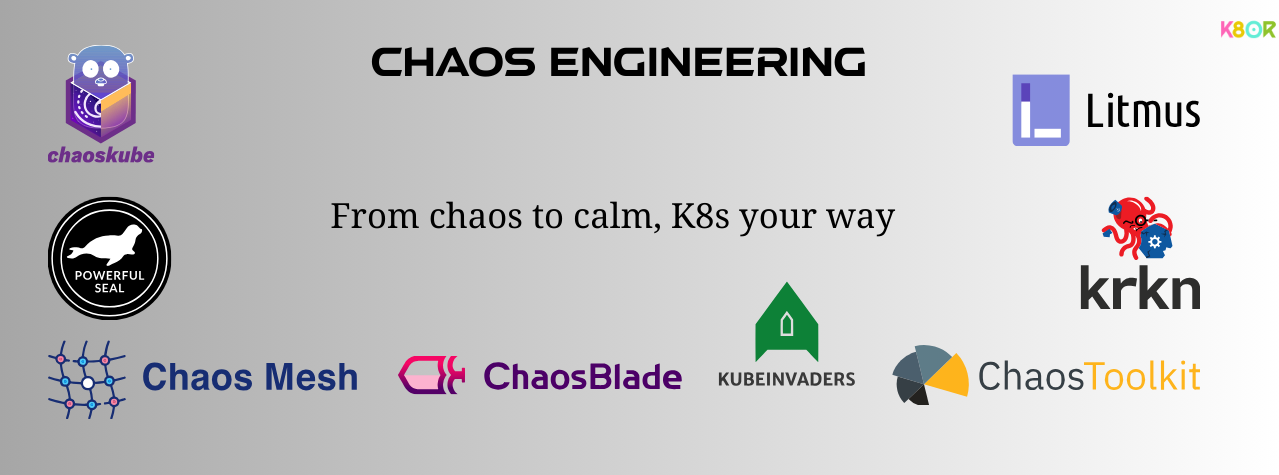 K8OR
CHAOS ENGINEERING
chaoskube
Litmus
From chaos to calm, K8s your way
POWERFUL
SEAL
krkn
Chaos Mesh
ChaosBlade
KUBEINVADERS
ChaosToolkit